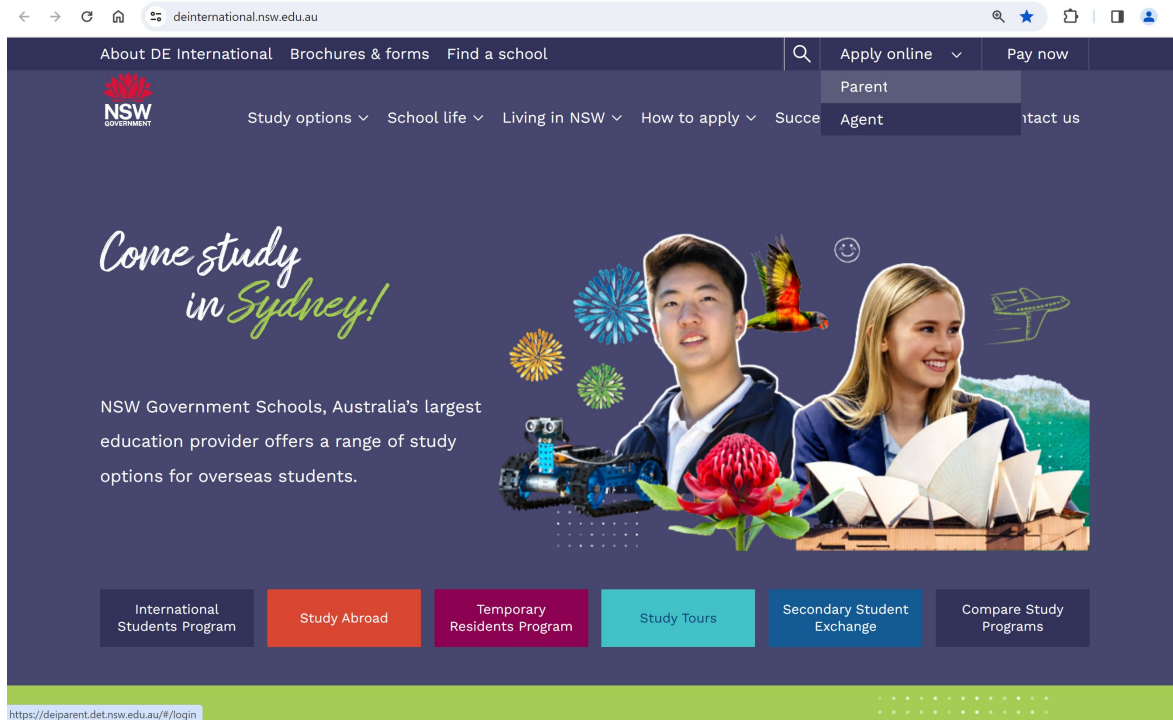 deinternational.nsw.edu.au
About DE International Brochures & forms Find a school Apply online Pay now
Parent
Agent
NSW
GOVERNMENT
Study options School life Living in NSW How to apply Succe ntact us
Come study
in Sydney!
NSW Government Schools, Australia's largest
education provider offers a range of study
options for overseas students.
International
Students Program
Study Abroad
Temporary
Residents Program
Study Tours
Secondary Student
Exchange
Compare Study
Programs
https://deiparent.det.nsw.edu.au/#/login